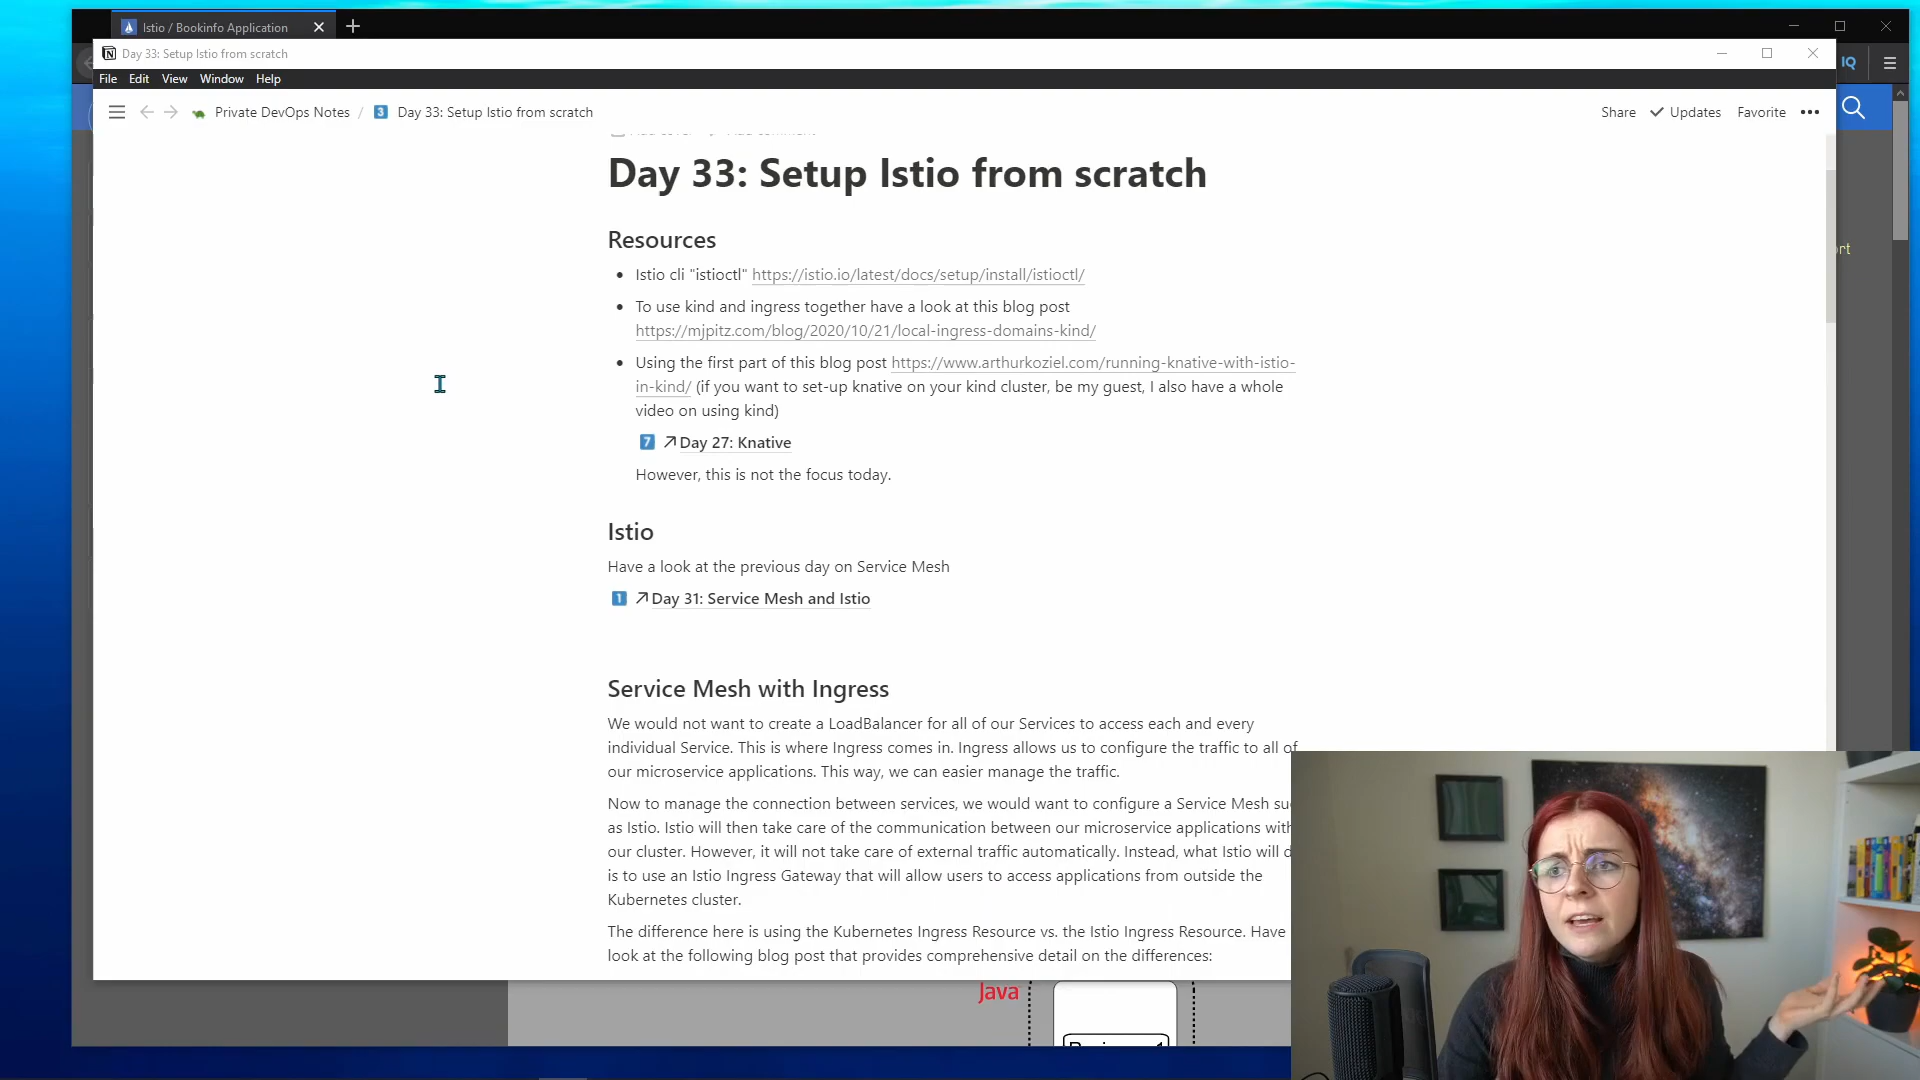 Istio / Bookinfo Application
Day 33: Setup Istio from scratch
IQ
File Edit View Window Help
Private DevOps Notes / 3 Day 33: Setup Istio from scratch
Share Updates Favorite
Day 33: Setup Istio from scratch
Resources
Istio cli "istioctl" https://istio.io/latest/docs/setup/install/istioctl/
To use kind and ingress together have a look at this blog post
https://mjpitz.com/blog/2020/10/21/local-ingress-domains-kind/
Using the first part of this blog post https://www.arthurkoziel.com/running-knative-with-istio-
in-kind/ (if you want to set-up knative on your kind cluster, be my guest, I also have a whole
video on using kind)
7 Day 27: Knative
However, this is not the focus today.
Istio
Have a look at the previous day on Service Mesh
1 Day 31: Service Mesh and Istio
Service Mesh with Ingress
We would not want to create a LoadBalancer for all of our Services to access each and every
individual Service. This is where Ingress comes in. Ingress allows us to configure the traffic to all of
our microservice applications. This way, we can easier manage the traffic.
Now to manage the connection between services, we would want to configure a Service Mesh
as Istio. Istio will then take care of the communication between our microservice applications
our cluster. However, it will not take care of external traffic automatically. Instead, what Istio will
is to use an Istio Ingress Gateway that will allow users to access applications from outside the
Kubernetes cluster.
The difference here is using the Kubernetes Ingress Resource vs. the Istio Ingress Resource. Have
look at the following blog post that provides comprehensive detail on the differences:
Java